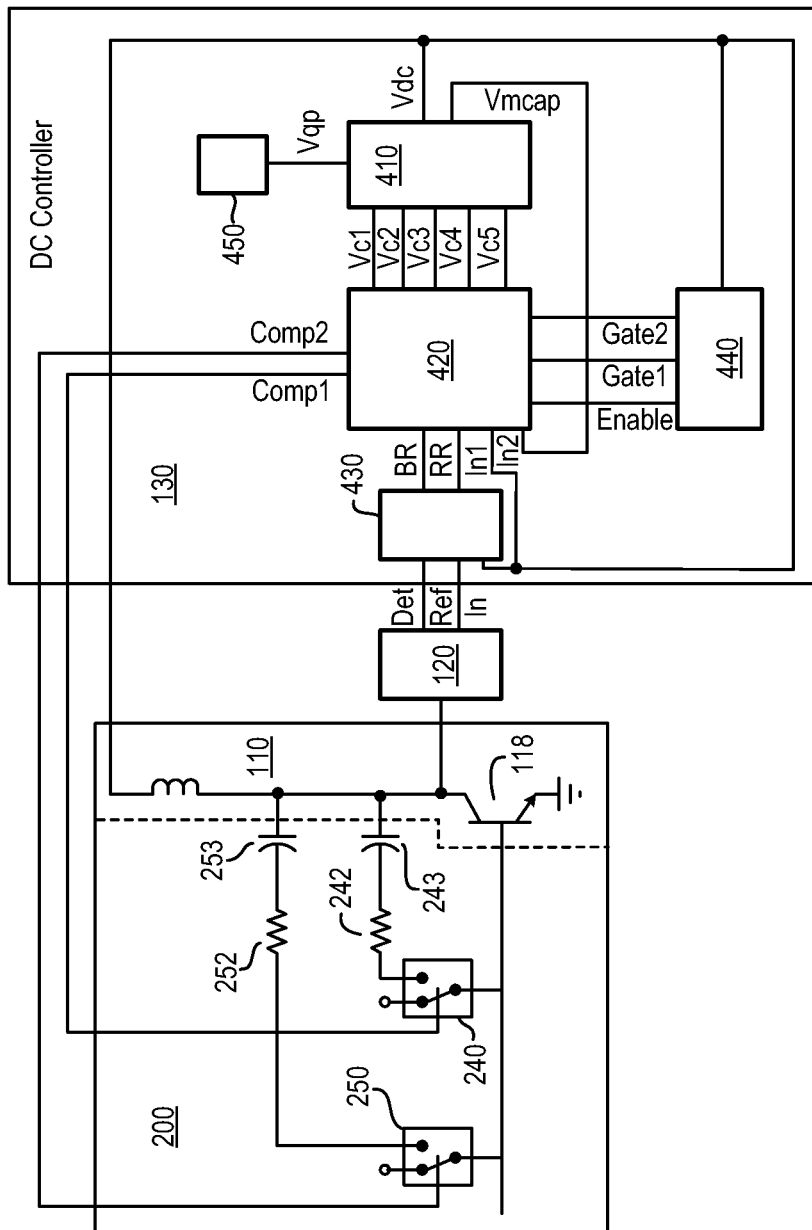 DC Controller
130
450
Vqp
410
Vdc
Vmcap
Vc1
Vc2
Vc3
Vc4
Vc5
Comp2
Comp1
420
Gate2
Gate1
Enable
440
BR
RR
In1
In2
430
Det
Ref
In
120
110
118
253
252
242
243
240
250
200